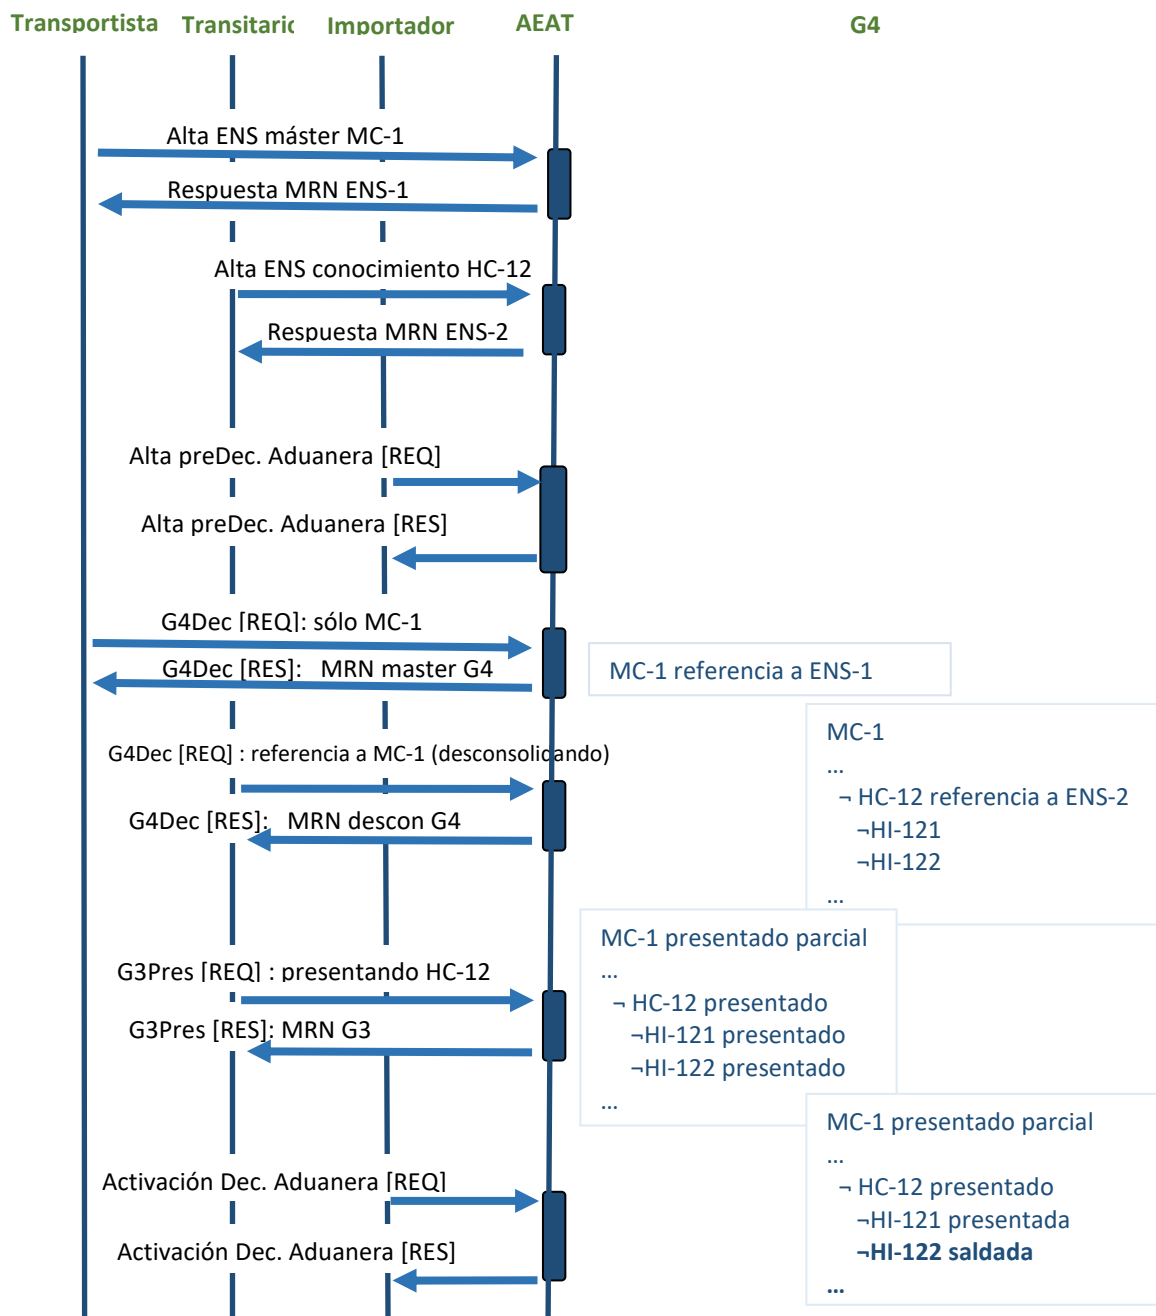 Transportista Transitario Importador AEAT G4
Alta ENS máster MC-1
Respuesta MRN ENS-1
Alta ENS conocimiento HC-12
Respuesta MRN ENS-2
Alta preDec. Aduanera [REQ]
Alta preDec. Aduanera [RES]
G4Dec [REQ]: sólo MC-1
G4Dec [RES]: MRN master G4
MC-1 referencia a ENS-1
G4Dec [REQ] : referencia a MC-1 (desconsolidando)
G4Dec [RES]: MRN descon G4
MC-1
...
¬ HC-12 referencia a ENS-2
¬HI-121
¬HI-122
...
G3Pres [REQ] : presentando HC-12
G3Pres [RES]: MRN G3
MC-1 presentado parcial
...
¬ HC-12 presentado
¬HI-121 presentado
¬HI-122 presentado
...
Activación Dec. Aduanera [REQ]
Activación Dec. Aduanera [RES]
MC-1 presentado parcial
...
¬ HC-12 presentado
¬HI-121 presentada
¬HI-122 saldada
...